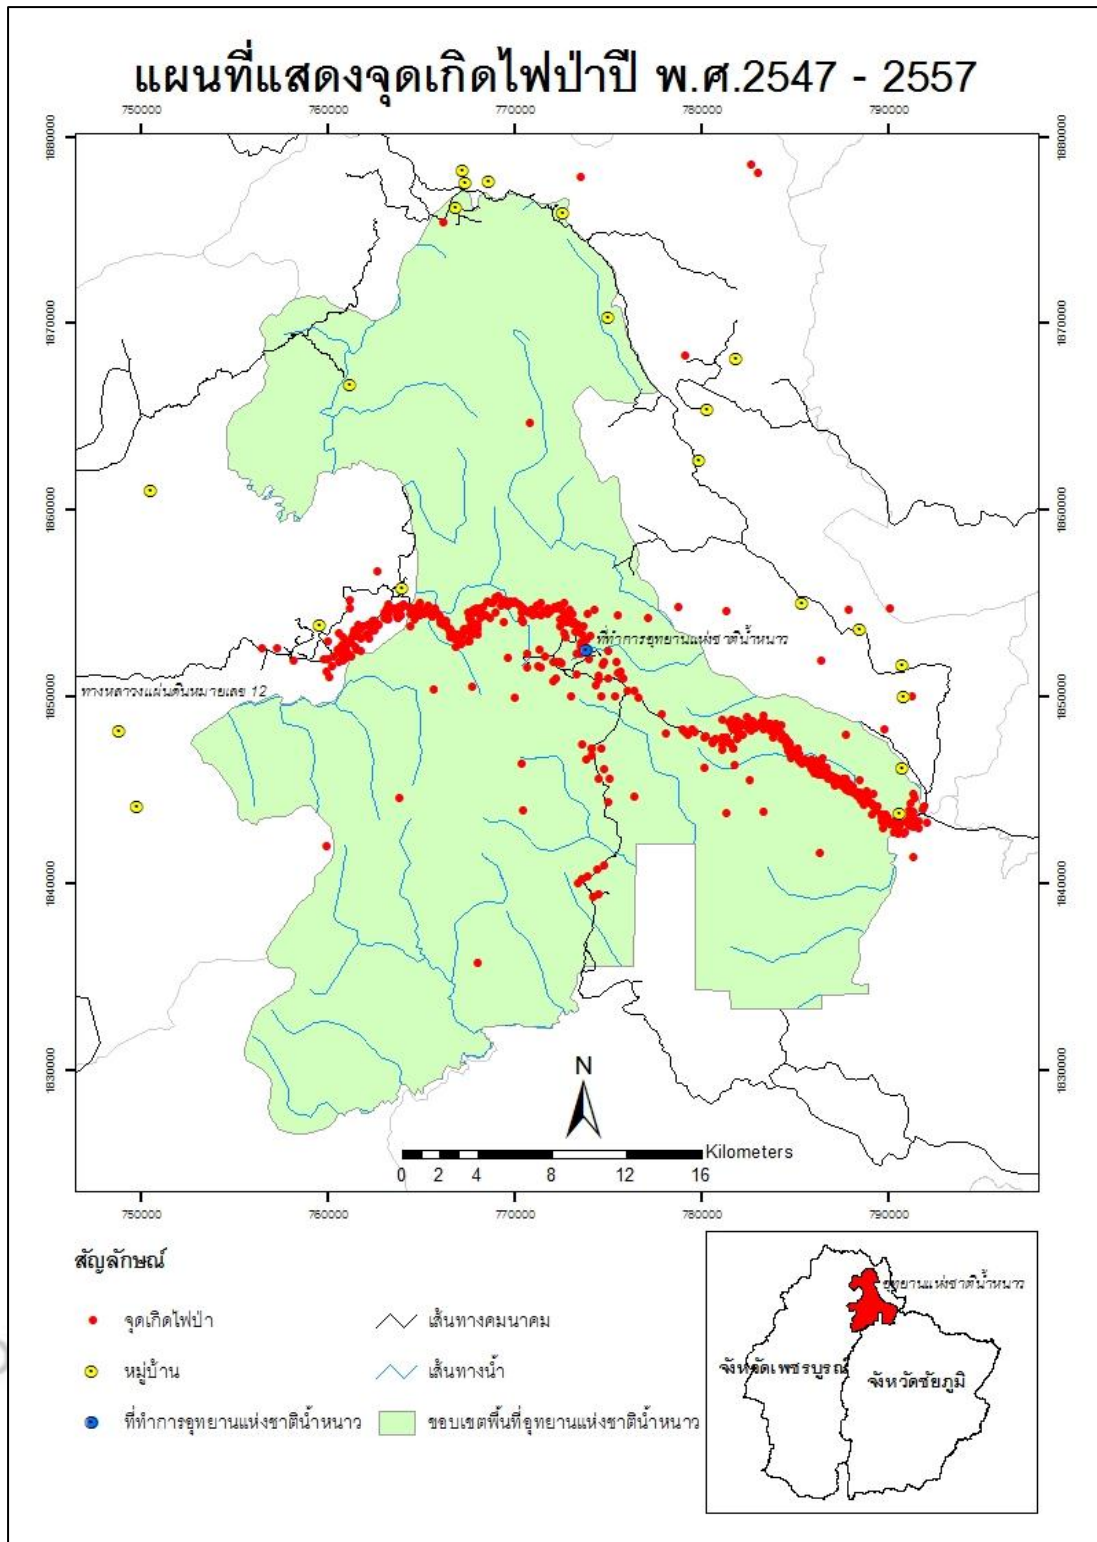 แผนที่แสดงจุดเกิดไฟป่าปี พ.ศ.2547 - 2557
750000 760000 770000 780000 790000
1880000 1880000
1870000 1870000
1860000 1860000
ที่ทำการอุทยานแห่งชาติน้ำหนาว
ทางหลวงแผ่นดินหมายเลข 12
1850000 1850000
1840000 1840000
1830000 1830000
N
Kilometers
0 2 4 8 12 16
750000 760000 770000 780000 790000
สัญลักษณ์
จุดเกิดไฟป่า
เส้นทางคมนาคม
หมู่บ้าน
เส้นทางน้ำ
ที่ทำการอุทยานแห่งชาติน้ำหนาว
ขอบเขตพื้นที่อุทยานแห่งชาติน้ำหนาว
อุทยานแห่งชาติน้ำหนาว
จังหวัดเพชรบูรณ์
จังหวัดชัยภูมิ